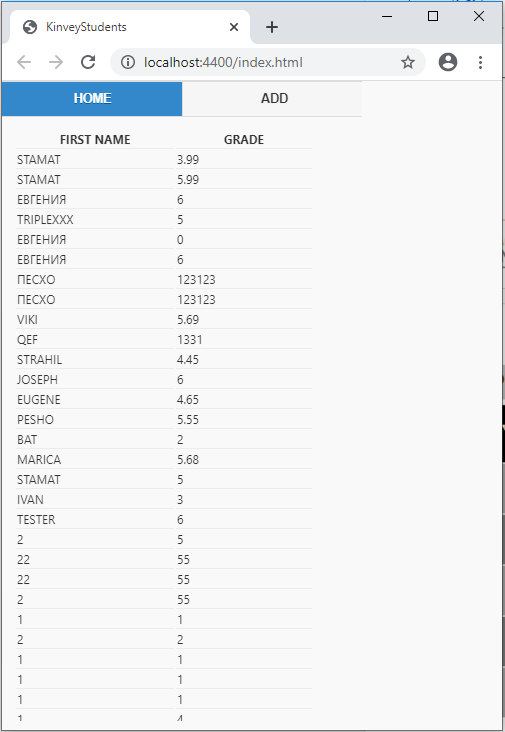 KinveyStudents
localhost:4400/index.html
HOME ADD
FIRST NAME GRADE
STAMAT 3.99
STAMAT 5.99
ЕВГЕНИЯ 6
TRIPLEXXX 5
ЕВГЕНИЯ 0
ЕВГЕНИЯ 6
ПЕСХО 123123
ПЕСХО 123123
VIKI 5.69
QEF 1331
STRAHIL 4.45
JOSEPH 6
EUGENE 4.65
PESHO 5.55
BAT 2
MARICA 5.68
STAMAT 5
IVAN 3
TESTER 6
2 5
22 55
22 55
2 55
1 1
2 2
1 1
1 1
1 1
1 4